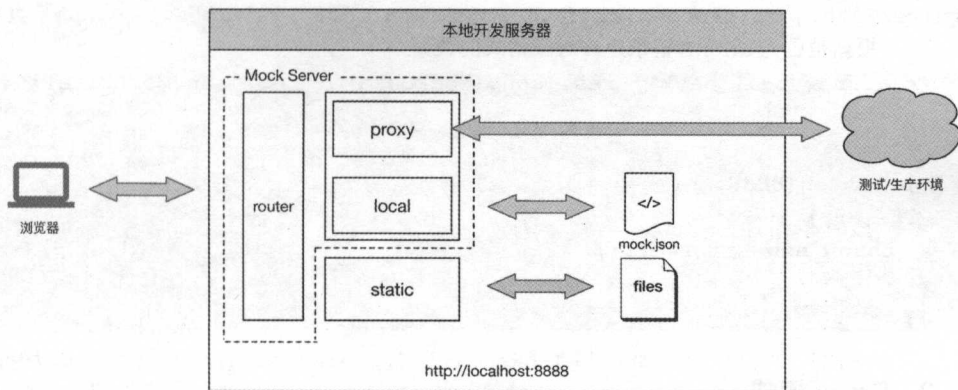 本地开发服务器
Mock Server
proxy
router
local
static
</>
mock.json
files
浏览器
测试/生产环境
http://localhost:8888